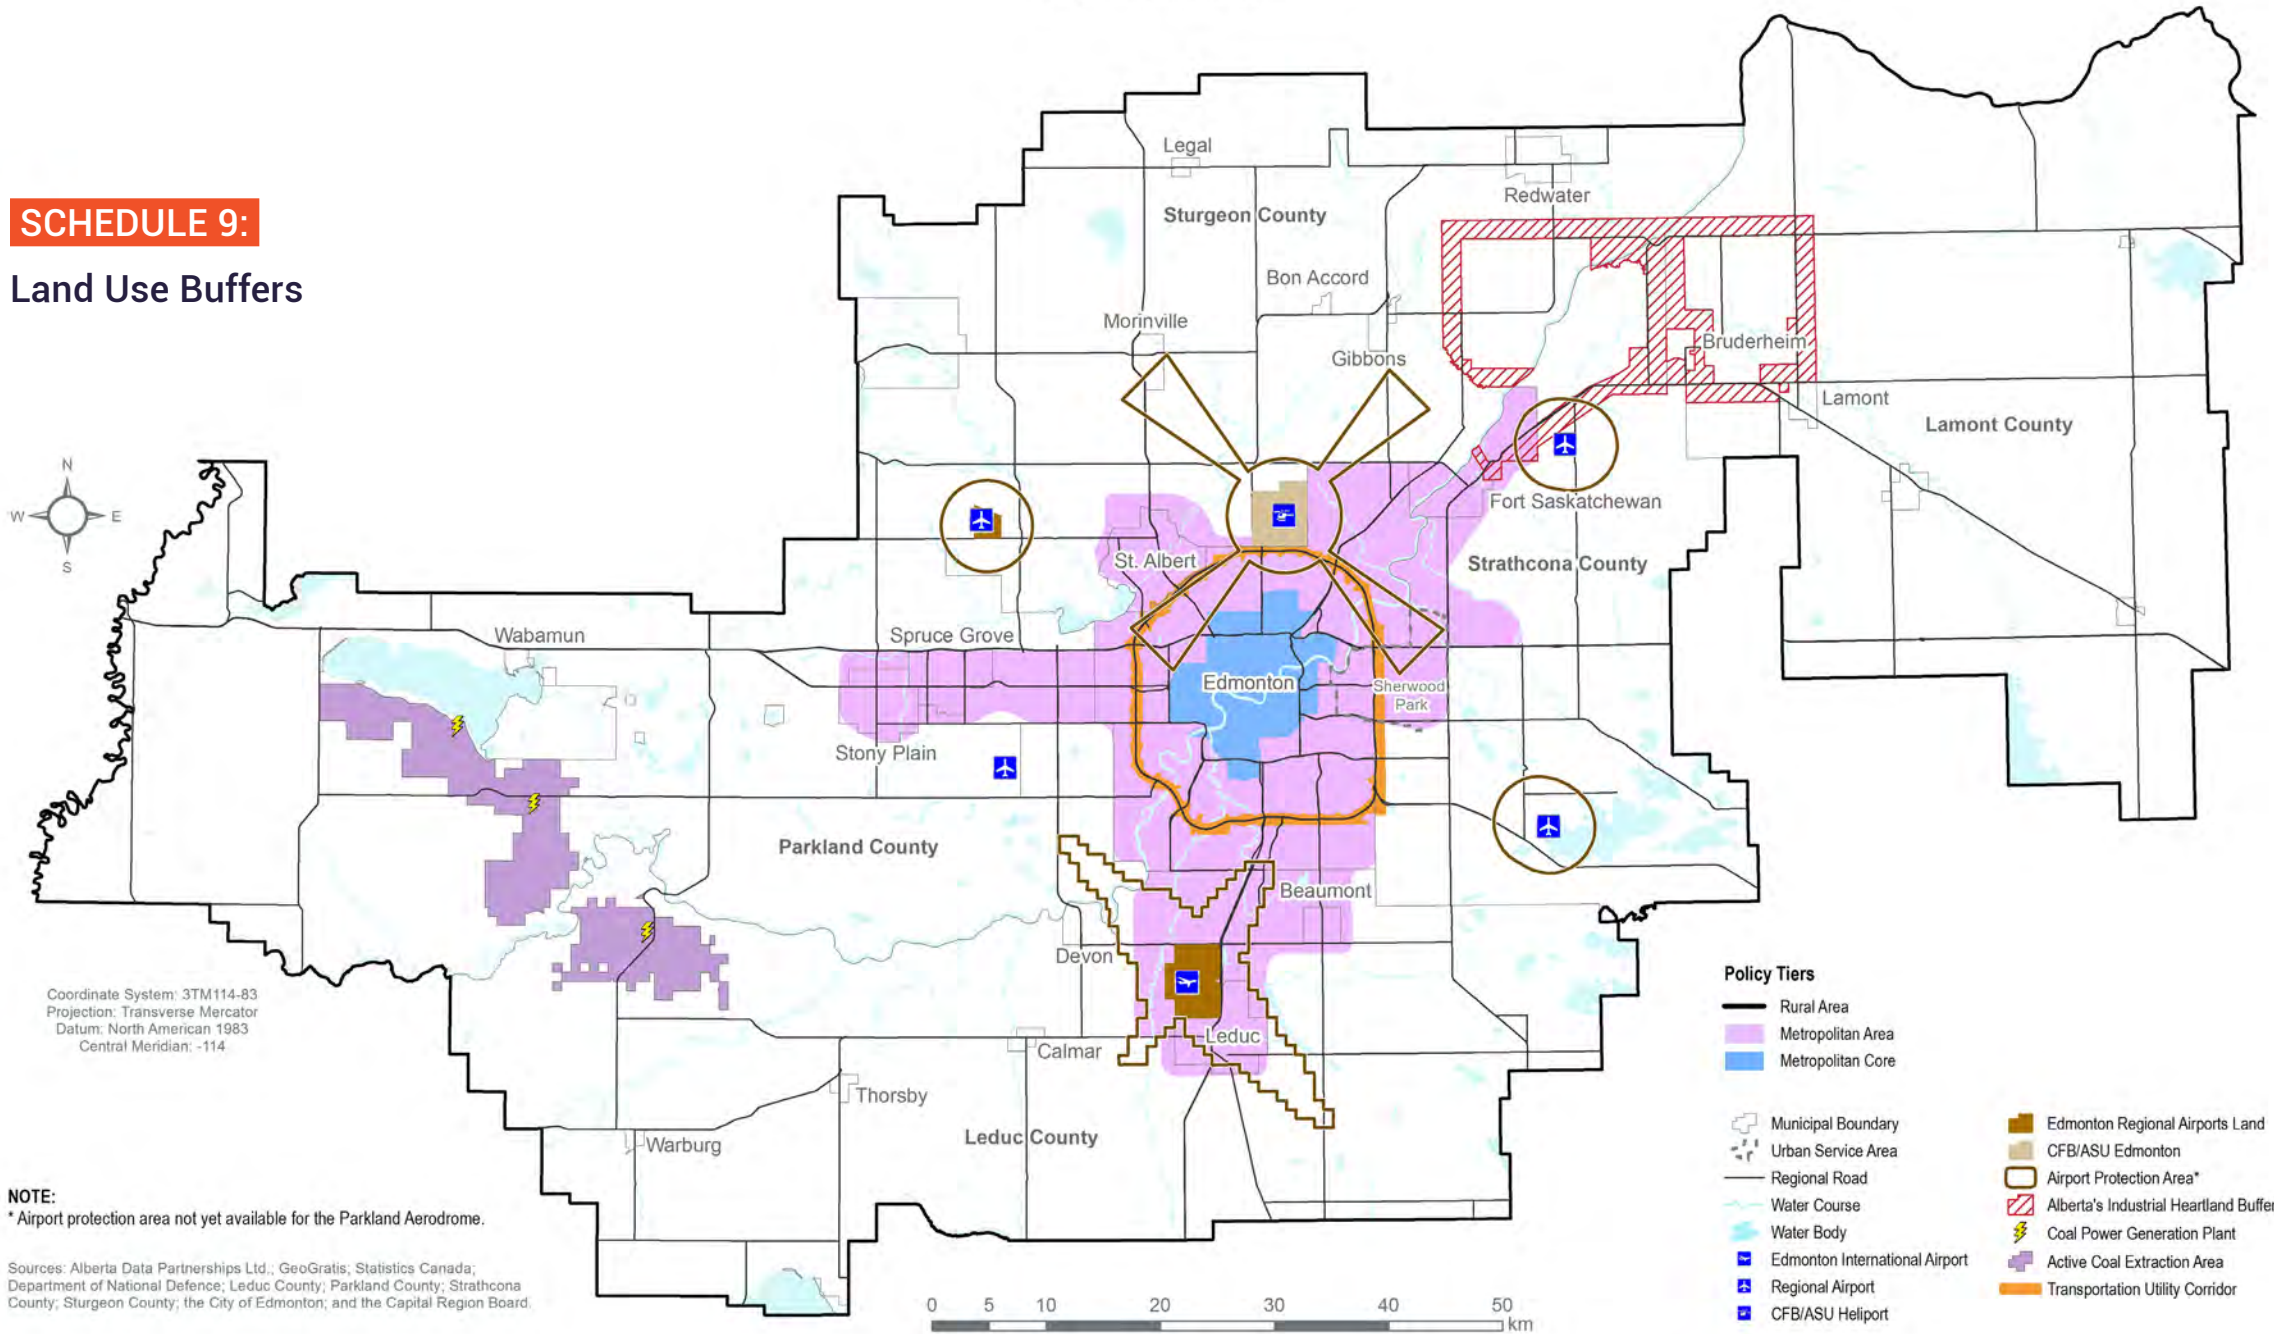 SCHEDULE 9:
Land Use Buffers
N
W
E
S
Legal
Redwater
Sturgeon County
Bon Accord
Morinville
Gibbons
Bruderheim
Lamont
Lamont County
Fort Saskatchewan
St. Albert
Strathcona County
Wabamun
Spruce Grove
Edmonton
Sherwood
Park
Stony Plain
Parkland County
Beaumont
Devon
Leduc
Calmar
Thorsby
Leduc County
Warburg
Coordinate System: 3TM114-83
Projection: Transverse Mercator
Datum: North American 1983
Central Meridian: -114
NOTE:
* Airport protection area not yet available for the Parkland Aerodrome.
Sources: Alberta Data Partnerships Ltd.; GeoGratis; Statistics Canada;
Department of National Defence; Leduc County; Parkland County; Strathcona
County; Sturgeon County; the City of Edmonton; and the Capital Region Board.
0 5 10 20 30 40 50
km
Policy Tiers
Rural Area
Metropolitan Area
Metropolitan Core
Municipal Boundary
Urban Service Area
Regional Road
Water Course
Water Body
Edmonton International Airport
Regional Airport
CFB/ASU Heliport
Edmonton Regional Airports Land
CFB/ASU Edmonton
Airport Protection Area*
Alberta's Industrial Heartland Buffer
Coal Power Generation Plant
Active Coal Extraction Area
Transportation Utility Corridor